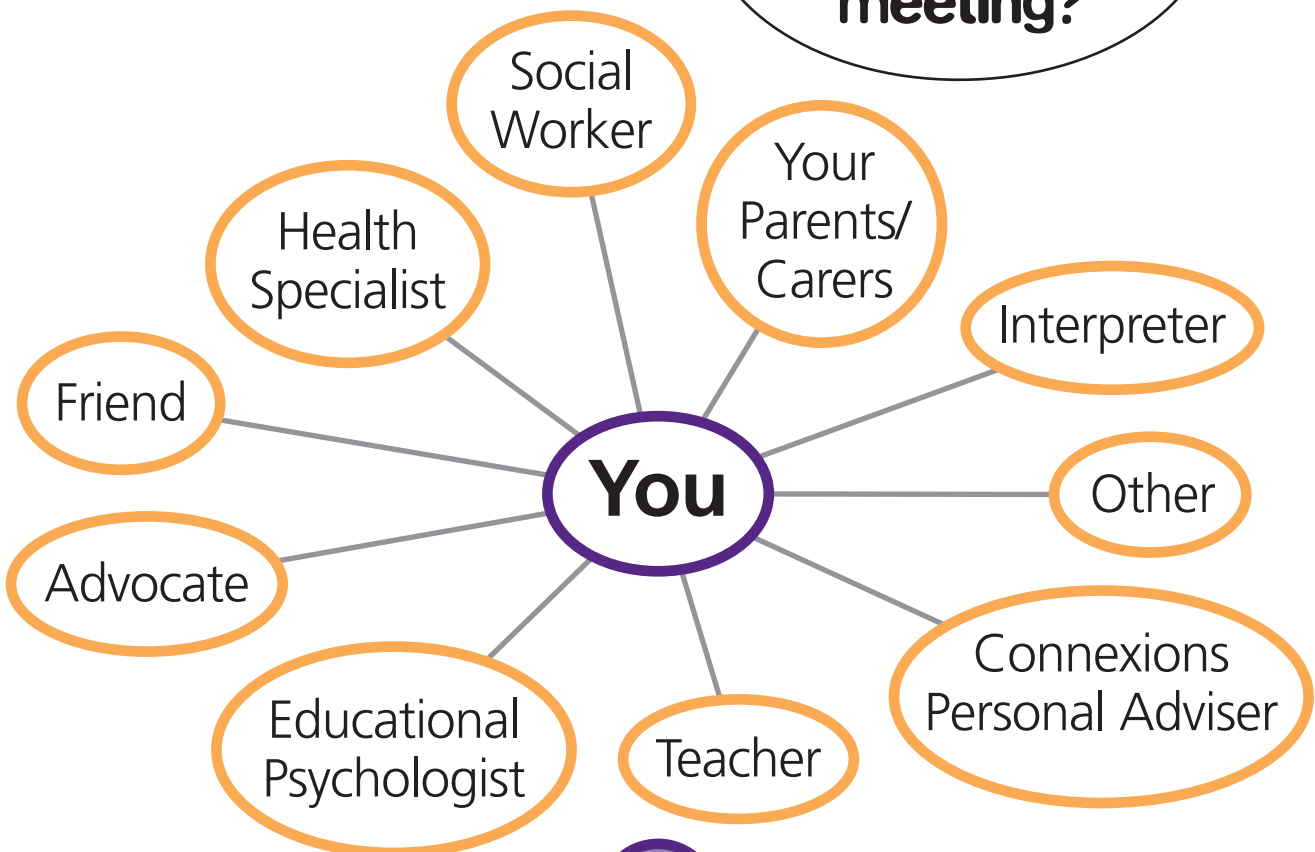 meeting?
Social
Worker
Your
Parents/
Carers
Health
Specialist
Interpreter
Friend
You
Other
Advocate
Connexions
Personal Adviser
Educational
Psychologist
Teacher